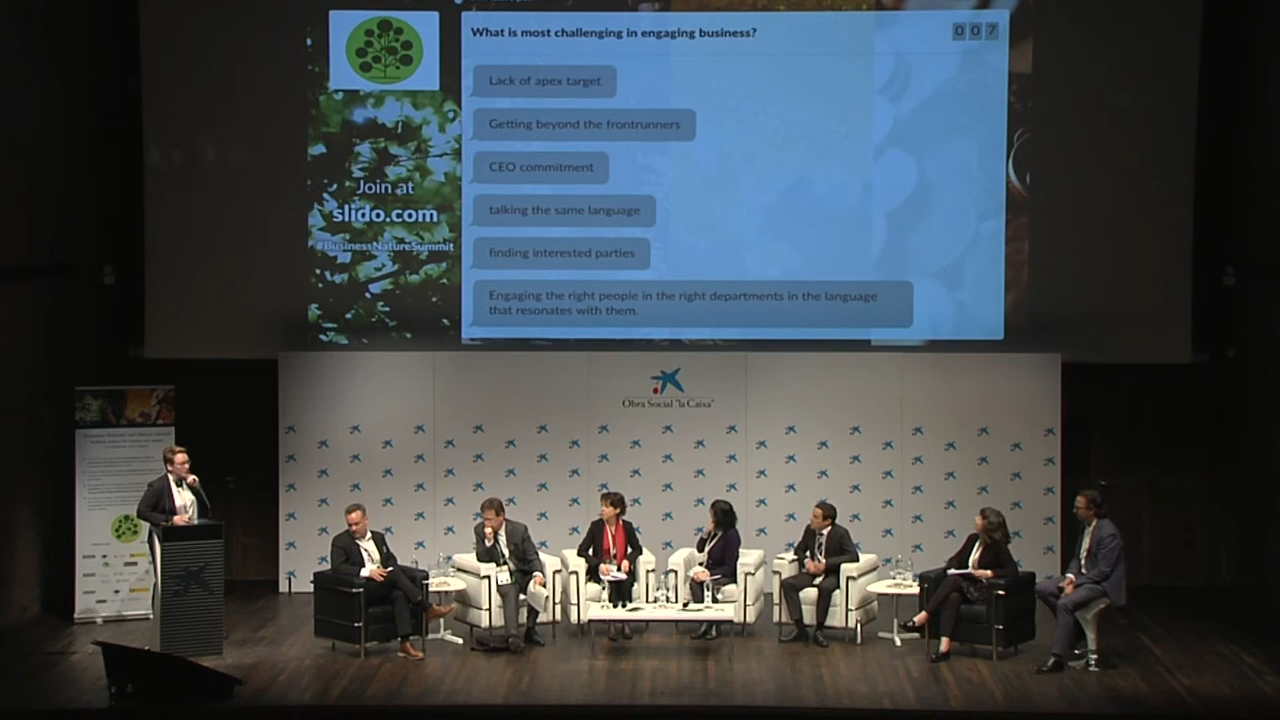 What is most challenging in engaging business?
007
Lack of apex target
Getting beyond the frontrunners
CEO commitment
talking the same language
finding interested parties
Engaging the right people in the right departments in the language
that resonates with them.
Join at
slido.com
#BusinessNatureSummit
Obra Social "la Caixa"